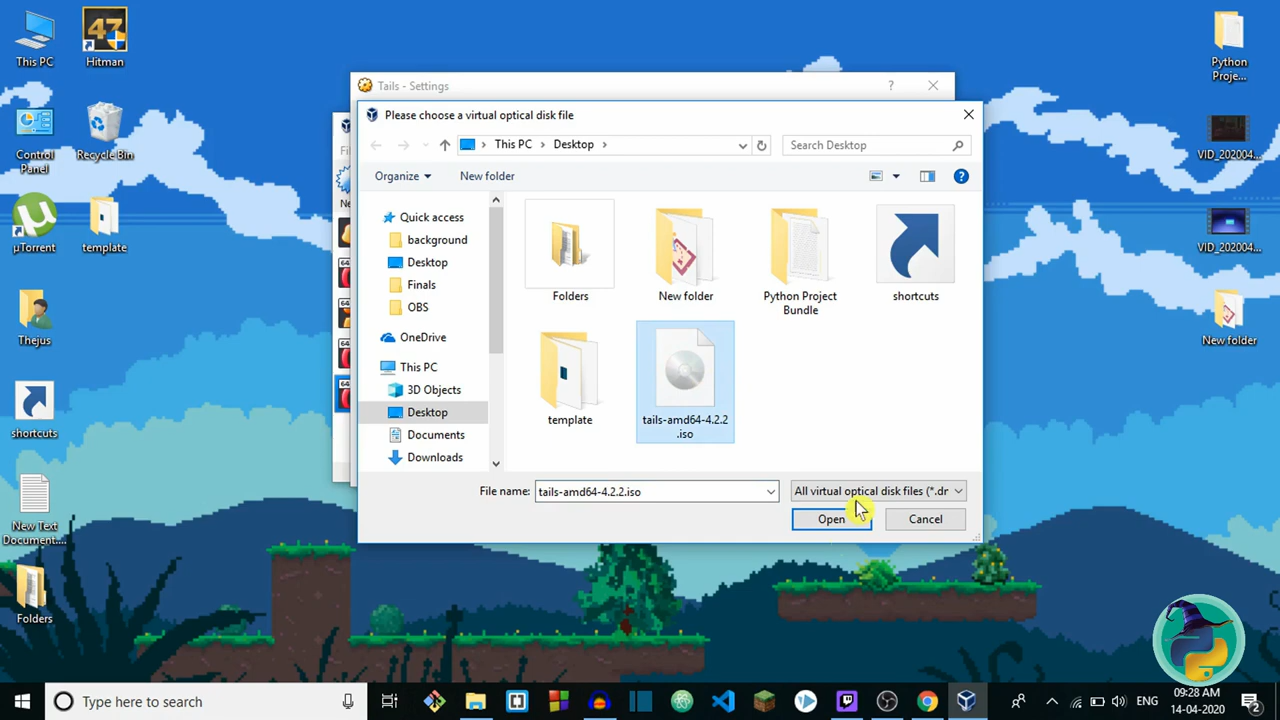 This PC
Hitman
Control
Panel
Recycle Bin
µTorrent
template
Thejus
shortcuts
New Text
Document....
Folders
Tails - Settings
?
Please choose a virtual optical disk file
This PC
Desktop
Search Desktop
Organize
New folder
Quick access
background
Desktop
Finals
OBS
OneDrive
This PC
3D Objects
Desktop
Documents
Downloads
Folders
New folder
Python Project
Bundle
shortcuts
template
tails-amd64-4.2.2
.iso
File name:
tails-amd64-4.2.2.iso
All virtual optical disk files (*.dr
Open
Cancel
Python
Proje...
VID_202004...
VID_202004...
New folder
Type here to search
ENG
09:28 AM
14-04-2020
2